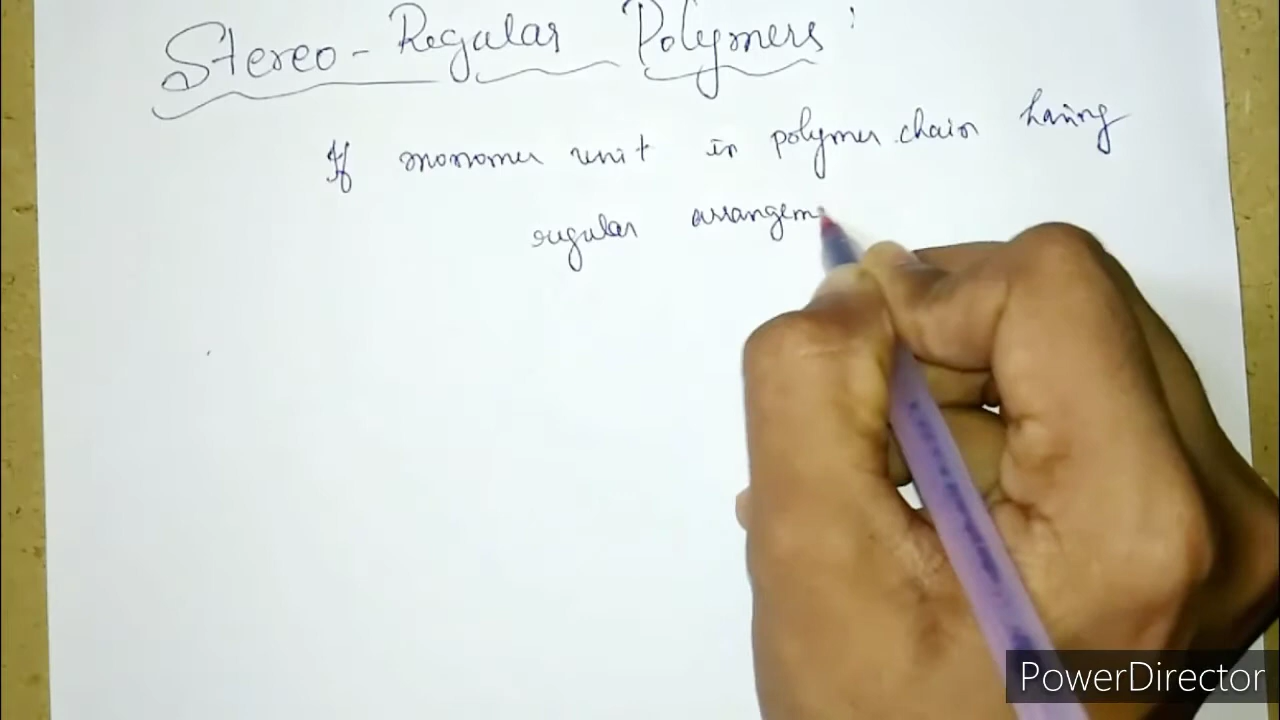 Stereo-Regular Polymers:
If monomer unit in polymer chain having
regular arrangem
PowerDirector